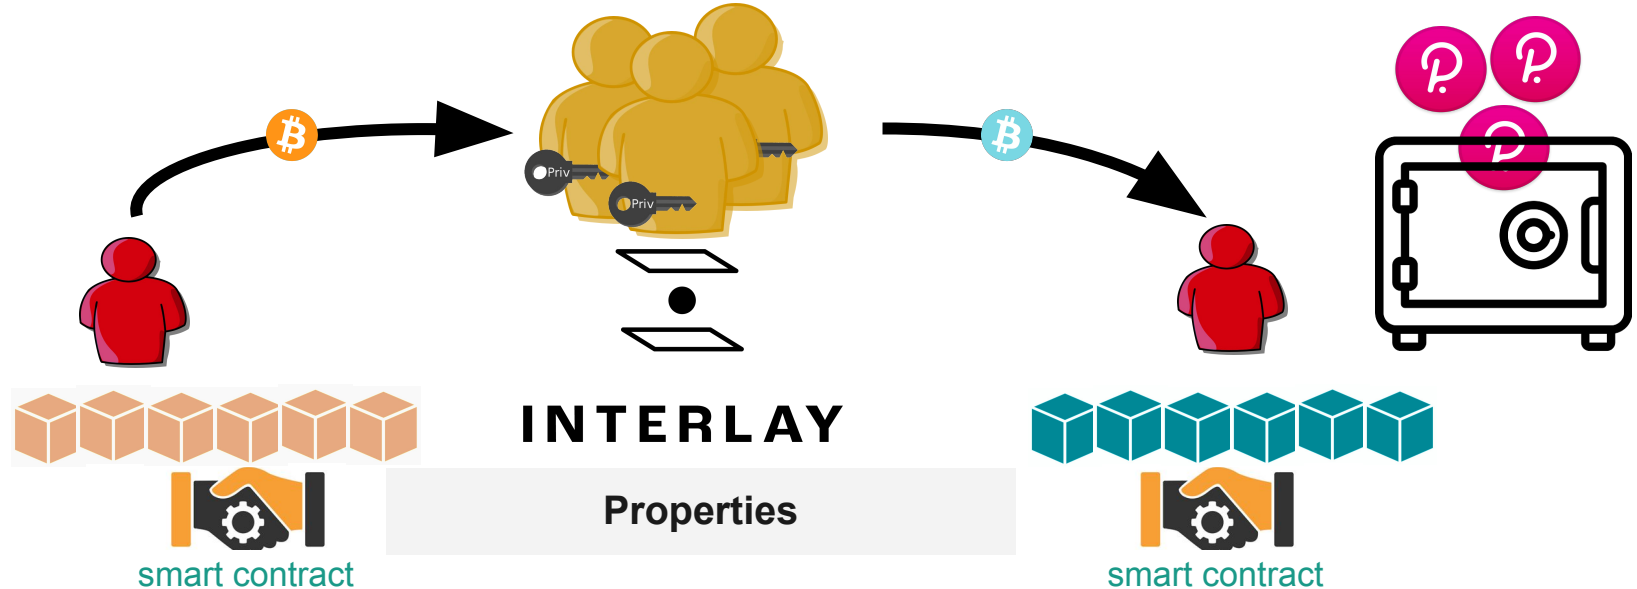 Priv
Priv
INTERLAY
Properties
smart contract
smart contract